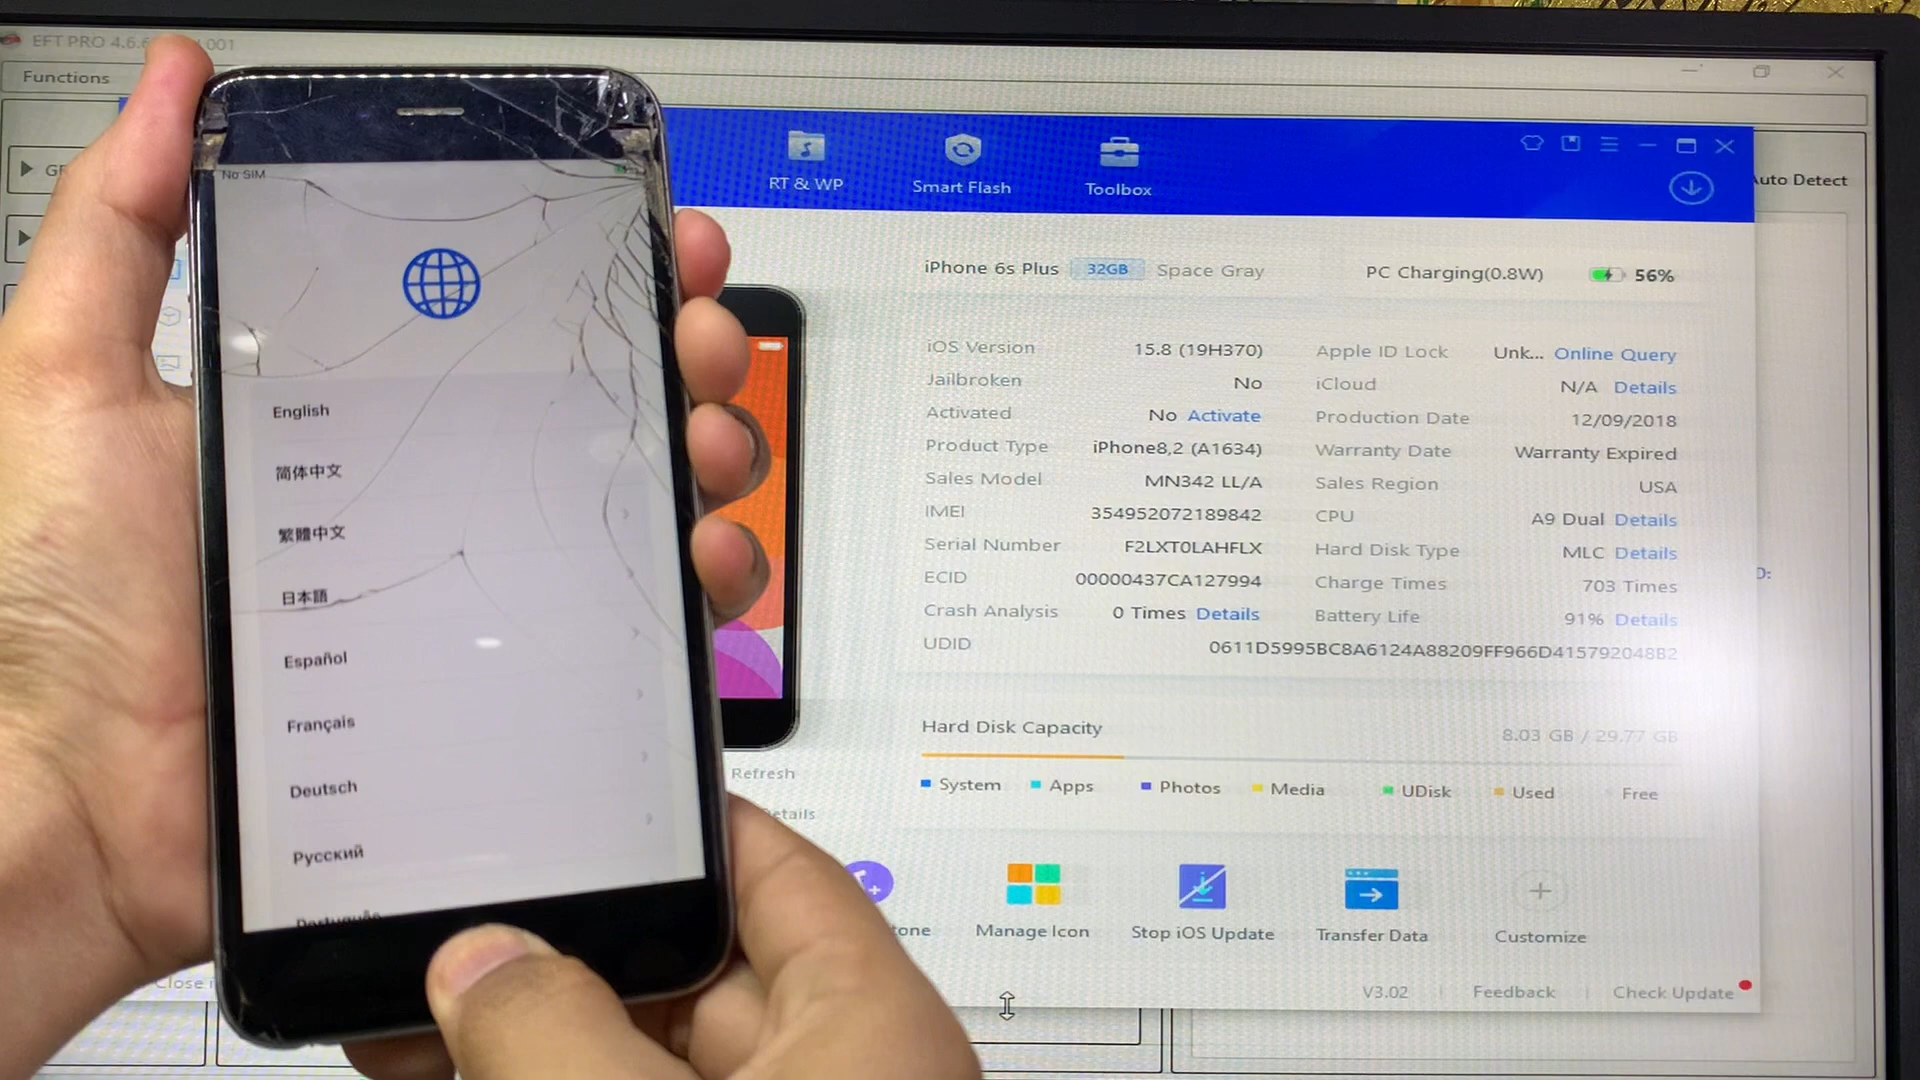 EFT PRO 4.6.6
001
Functions
RT & WP
Smart Flash
Toolbox
Auto Detect
No SIM
English
简体中文
繁體中文
日本語
Español
Français
Deutsch
Русский
Português
iPhone 6s Plus 32GB Space Gray PC Charging(0.8W) 56%
iOS Version 15.8 (19H370) Apple ID Lock Unk... Online Query
Jailbroken No iCloud N/A Details
Activated No Activate Production Date 12/09/2018
Product Type iPhone8,2 (A1634) Warranty Date Warranty Expired
Sales Model MN342 LL/A Sales Region USA
IMEI 354952072189842 CPU A9 Dual Details
Serial Number F2LXT0LAHFLX Hard Disk Type MLC Details
ECID 00000437CA127994 Charge Times 703 Times
Crash Analysis 0 Times Details Battery Life 91% Details
UDID 0611D5995BC8A6124A88209FF966D415792048B2
Hard Disk Capacity 8.03 GB / 29.77 GB
System Apps Photos Media UDisk Used Free
Refresh
Manage Icon Stop iOS Update Transfer Data Customize
Close
V3.02 Feedback Check Update